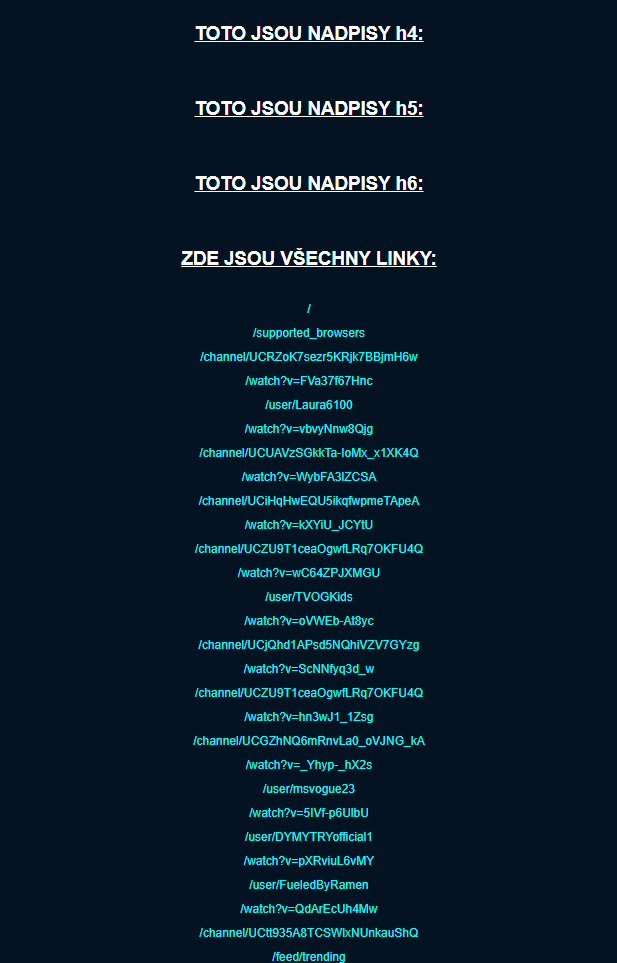 TOTO JSOU NADPISY h4:
TOTO JSOU NADPISY h5:
TOTO JSOU NADPISY h6:
ZDE JSOU VŠECHNY LINKY:
/
/supported_browsers
/channel/UCRZoK7sezr5KRjk7BBjmH6w
/watch?v=FVa37f67Hnc
/user/Laura6100
/watch?v=vbvyNnw8Qjg
/channel/UCUAVzSGkkTa-IoMx_x1XK4Q
/watch?v=WybFA3IZCSA
/channel/UCiHqHwEQU5ikqfwpmeTApeA
/watch?v=kXYiU_JCYtU
/channel/UCZU9T1ceaOgwfLRq7OKFU4Q
/watch?v=wC64ZPJXMGU
/user/TVOGKids
/watch?v=oVWEb-At8yc
/channel/UCjQhd1APsd5NQhiVZV7GYzg
/watch?v=ScNNfyq3d_w
/channel/UCZU9T1ceaOgwfLRq7OKFU4Q
/watch?v=hn3wJ1_1Zsg
/channel/UCGZhNQ6mRnvLa0_oVJNG_kA
/watch?v=_Yhyp-_hX2s
/user/msvogue23
/watch?v=5IVf-p6UlbU
/user/DYMYTRYofficial1
/watch?v=pXRviuL6vMY
/user/FueledByRamen
/watch?v=QdArEcUh4Mw
/channel/UCtt935A8TCSWlxNUnkauShQ
/feed/trending